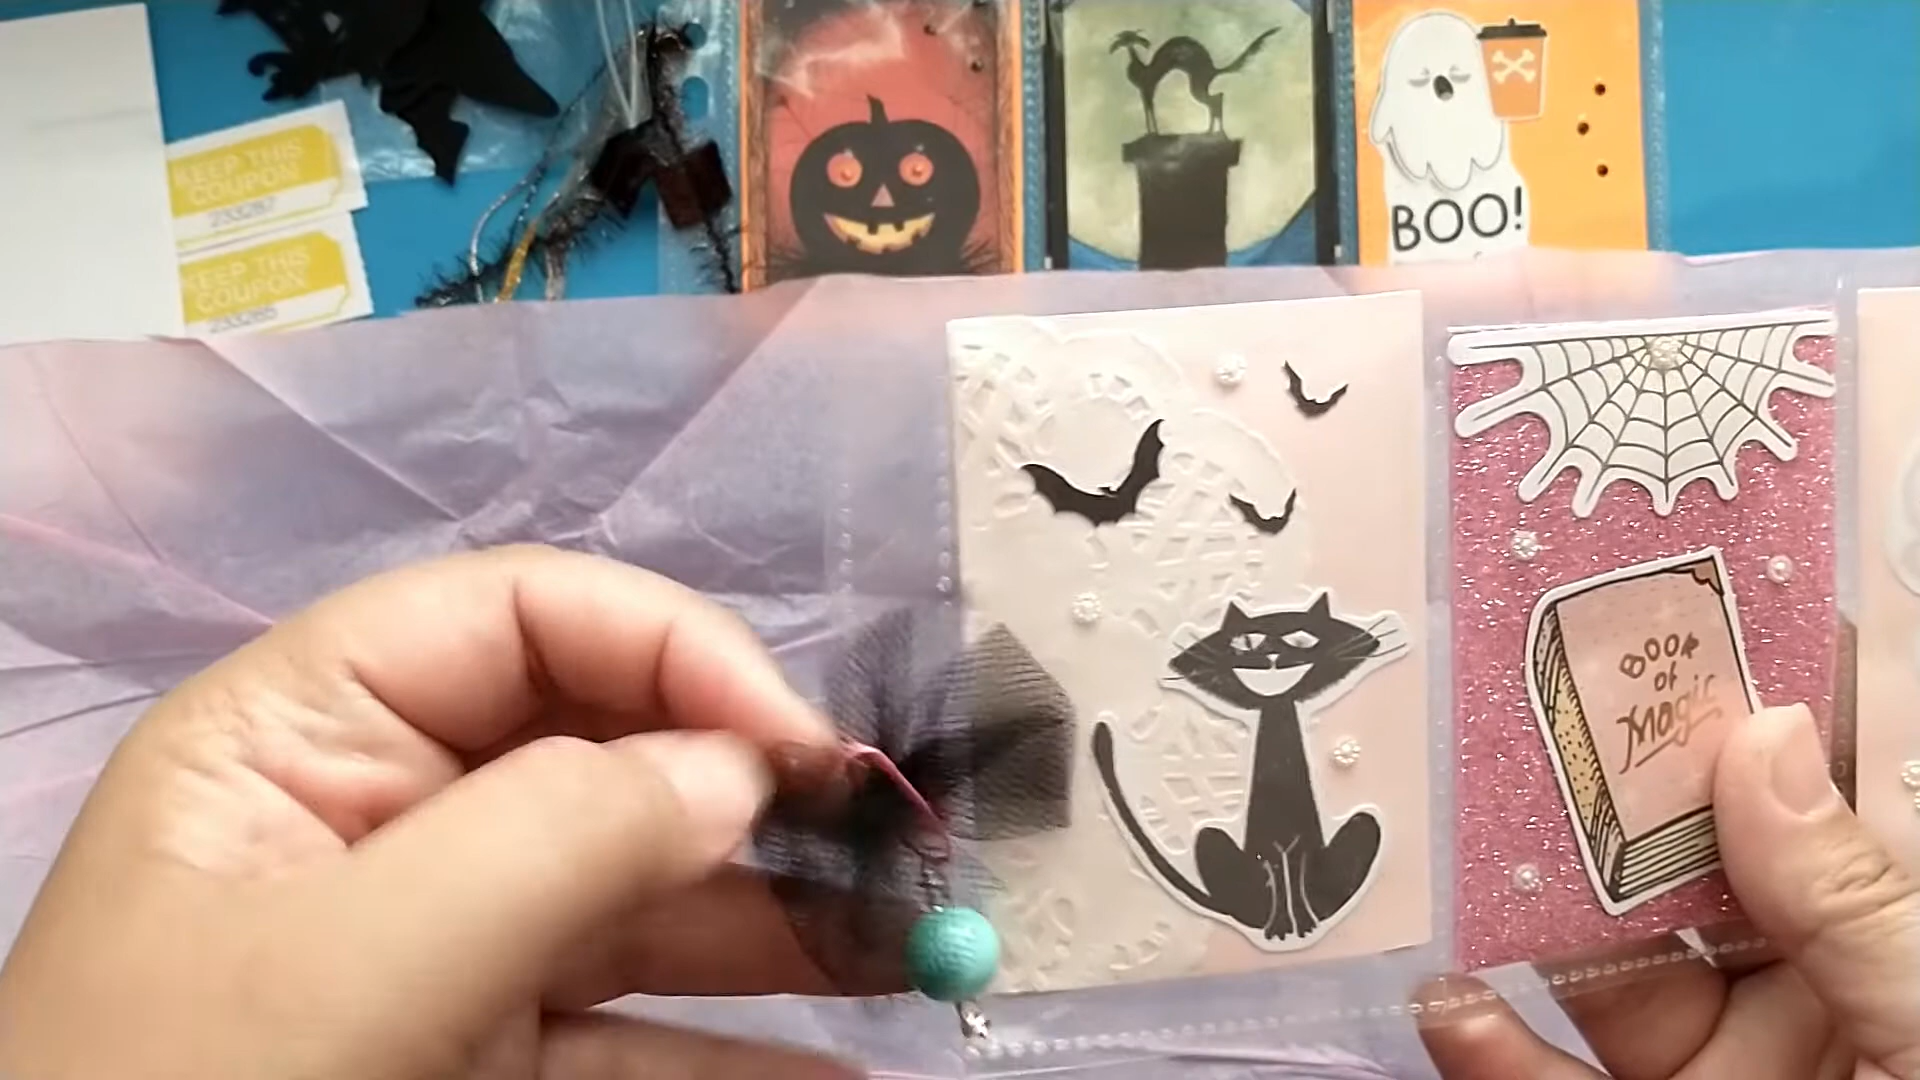 KEEP THIS
COUPON
KEEP THIS
COUPON
BOO!
BOOK
of
Magic